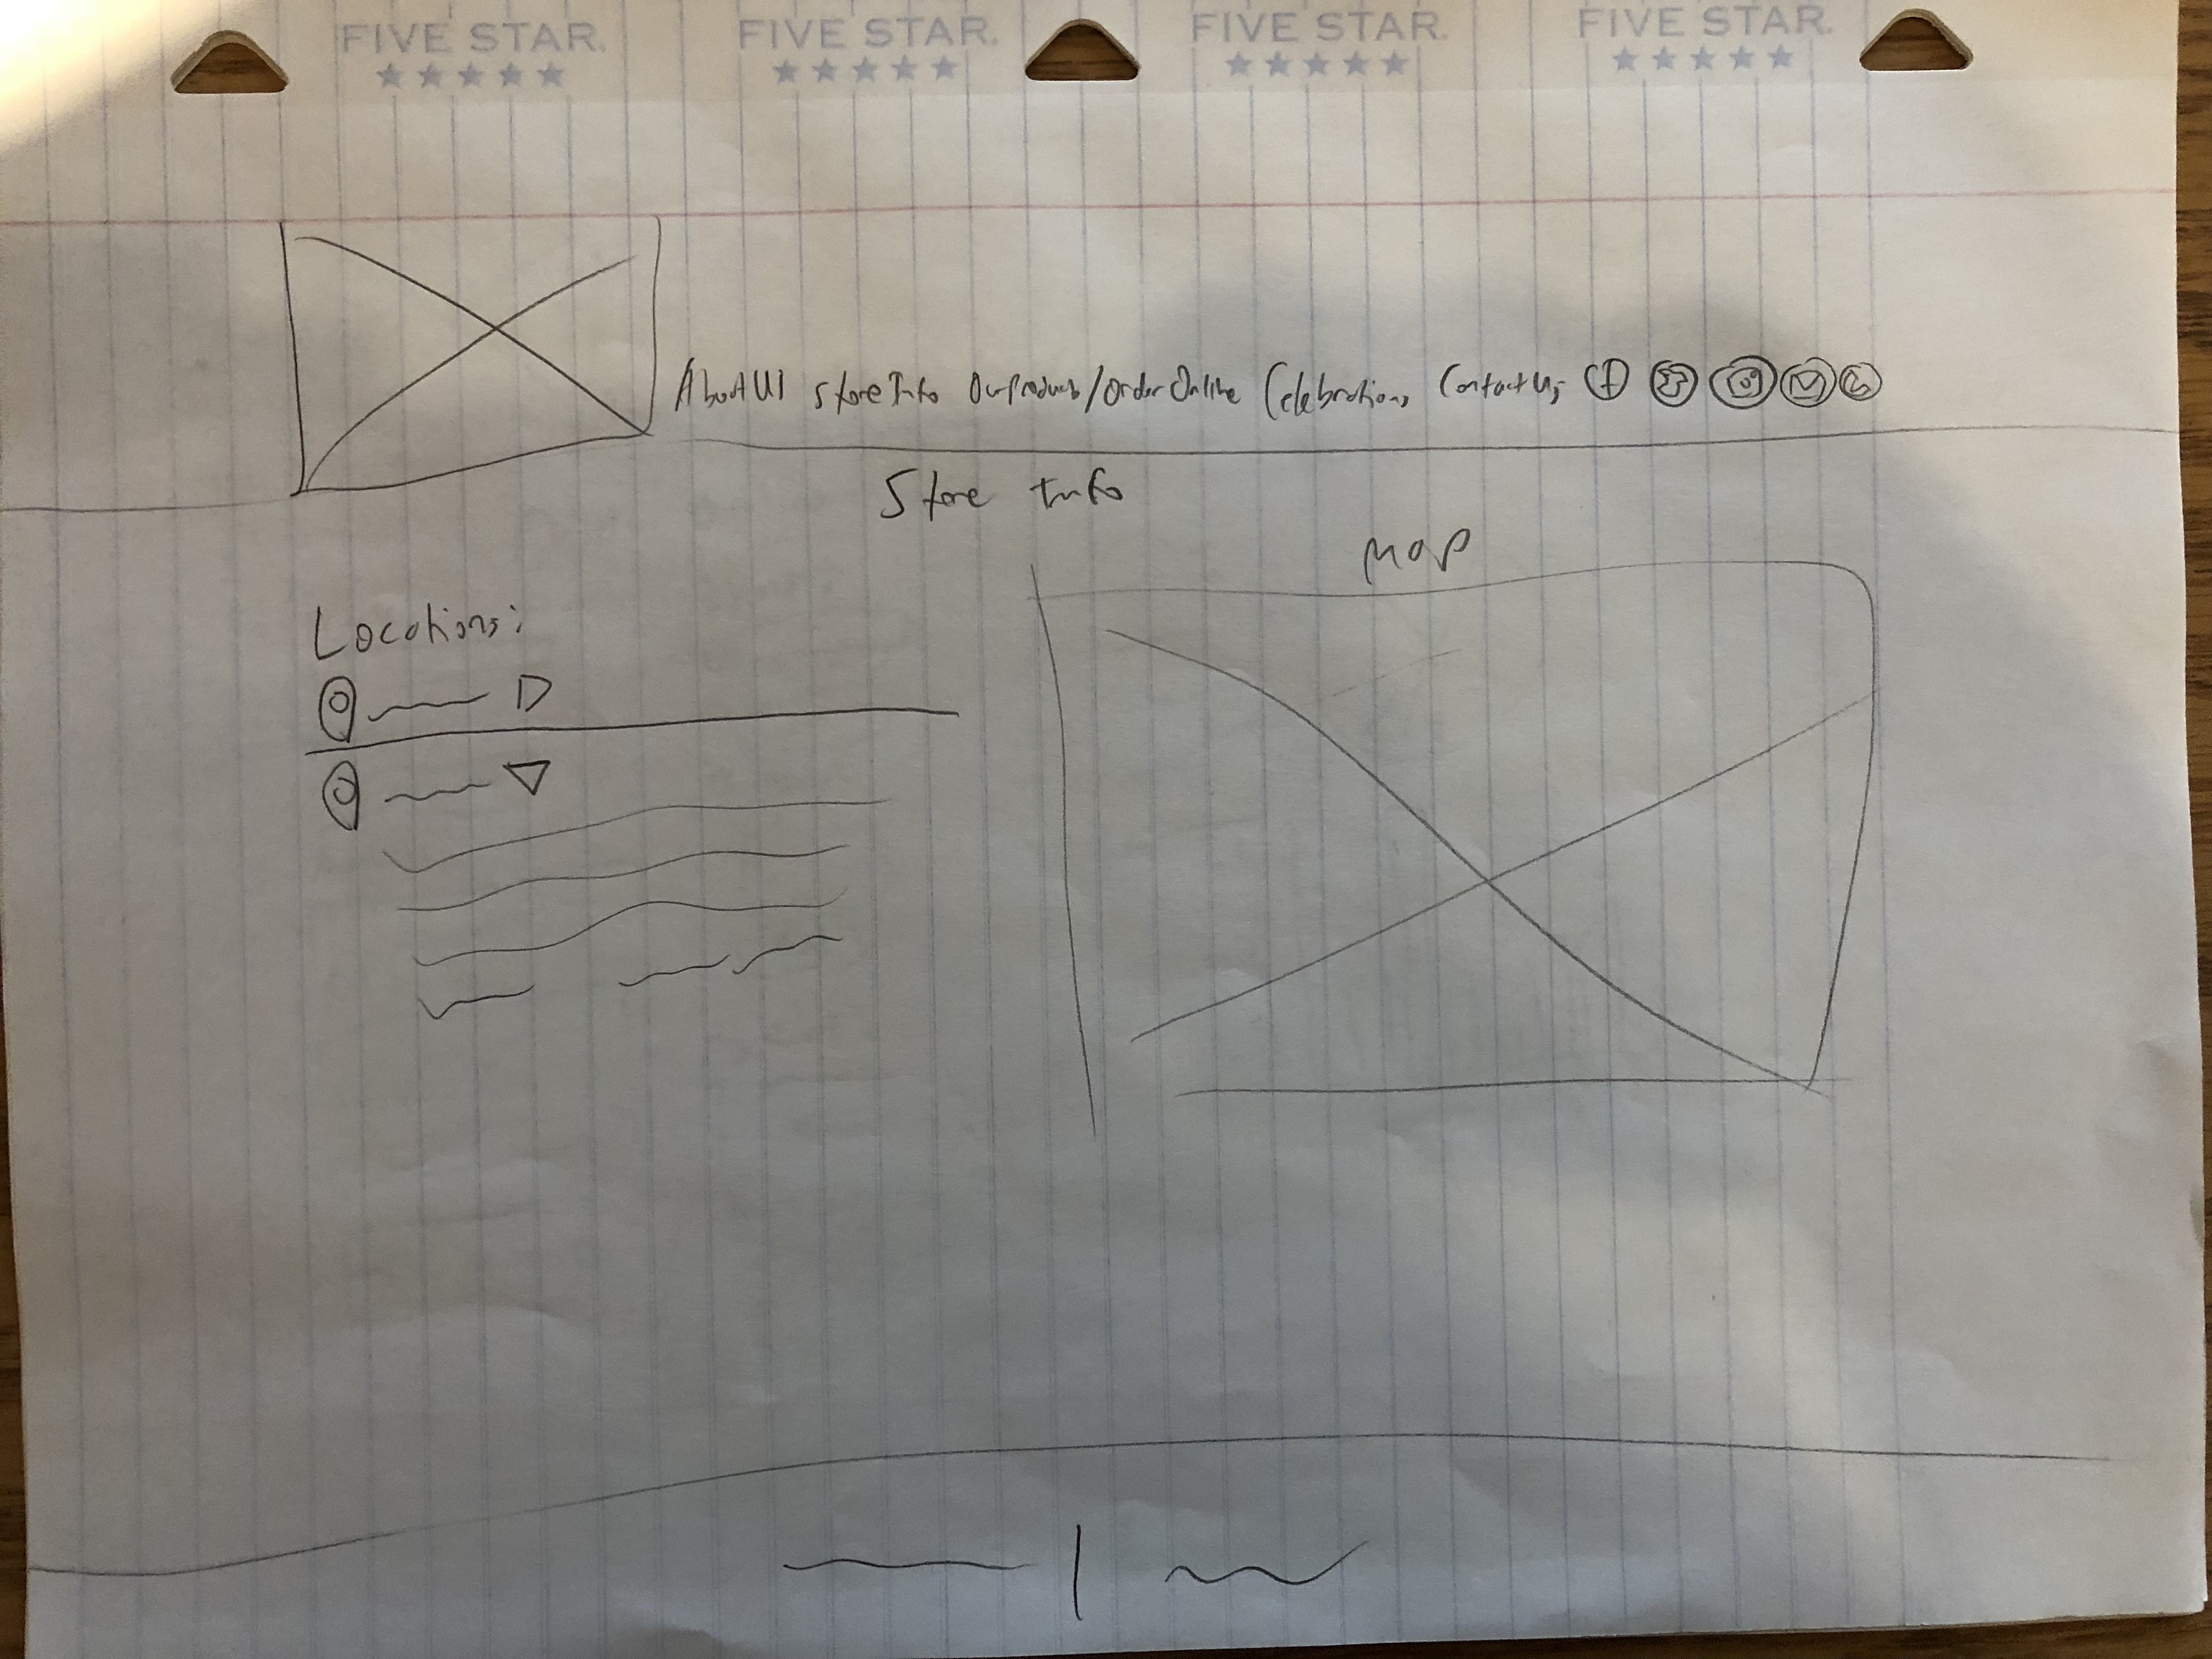 FIVE STAR. FIVE STAR. FIVE STAR. FIVE STAR.
★★★★★ ★★★★★ ★★★★★ ★★★★★
About Us Store Info Our Products/Order Online Celebrations Contact Us
Store Info
Map
Locations: